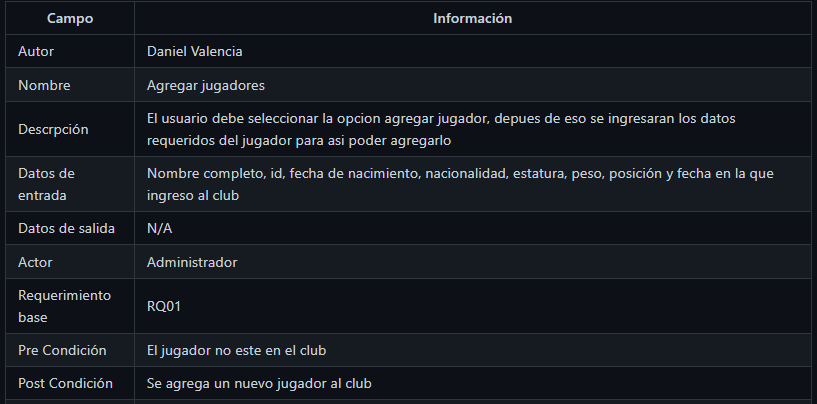 Campo Información
Autor Daniel Valencia
Nombre Agregar jugadores
Descrpción El usuario debe seleccionar la opcion agregar jugador, depues de eso se ingresaran los datos
requeridos del jugador para asi poder agregarlo
Datos de entrada Nombre completo, id, fecha de nacimiento, nacionalidad, estatura, peso, posición y fecha en la que
ingreso al club
Datos de salida N/A
Actor Administrador
Requerimiento base RQ01
Pre Condición El jugador no este en el club
Post Condición Se agrega un nuevo jugador al club